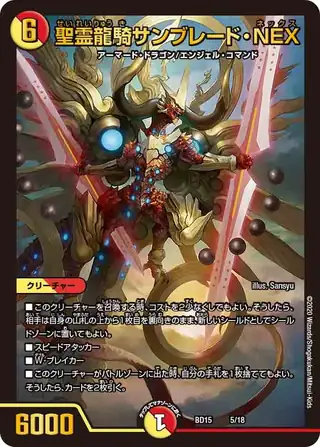 6
せいれいりゅうき ネックス
聖霊龍騎サンブレード・NEX
アーマード・ドラゴン/エンジェル・コマンド
illus. Sansyu
クリーチャー
■このクリーチャーを召喚する時、コストを2少なくしてもよい。そうしたら、
相手は自身の山札の上から1枚目を裏向きのまま、新しいシールドとしてシール
ドゾーンに置いてもよい。
■スピードアタッカー
■W・ブレイカー
■このクリーチャーがバトルゾーンに出た時、自分の手札を1枚捨ててもよい。
そうしたら、カードを2枚引く。
©2020 Wizards/Shogakukan/Mitsui-Kids
6000
1
BD15 5/18